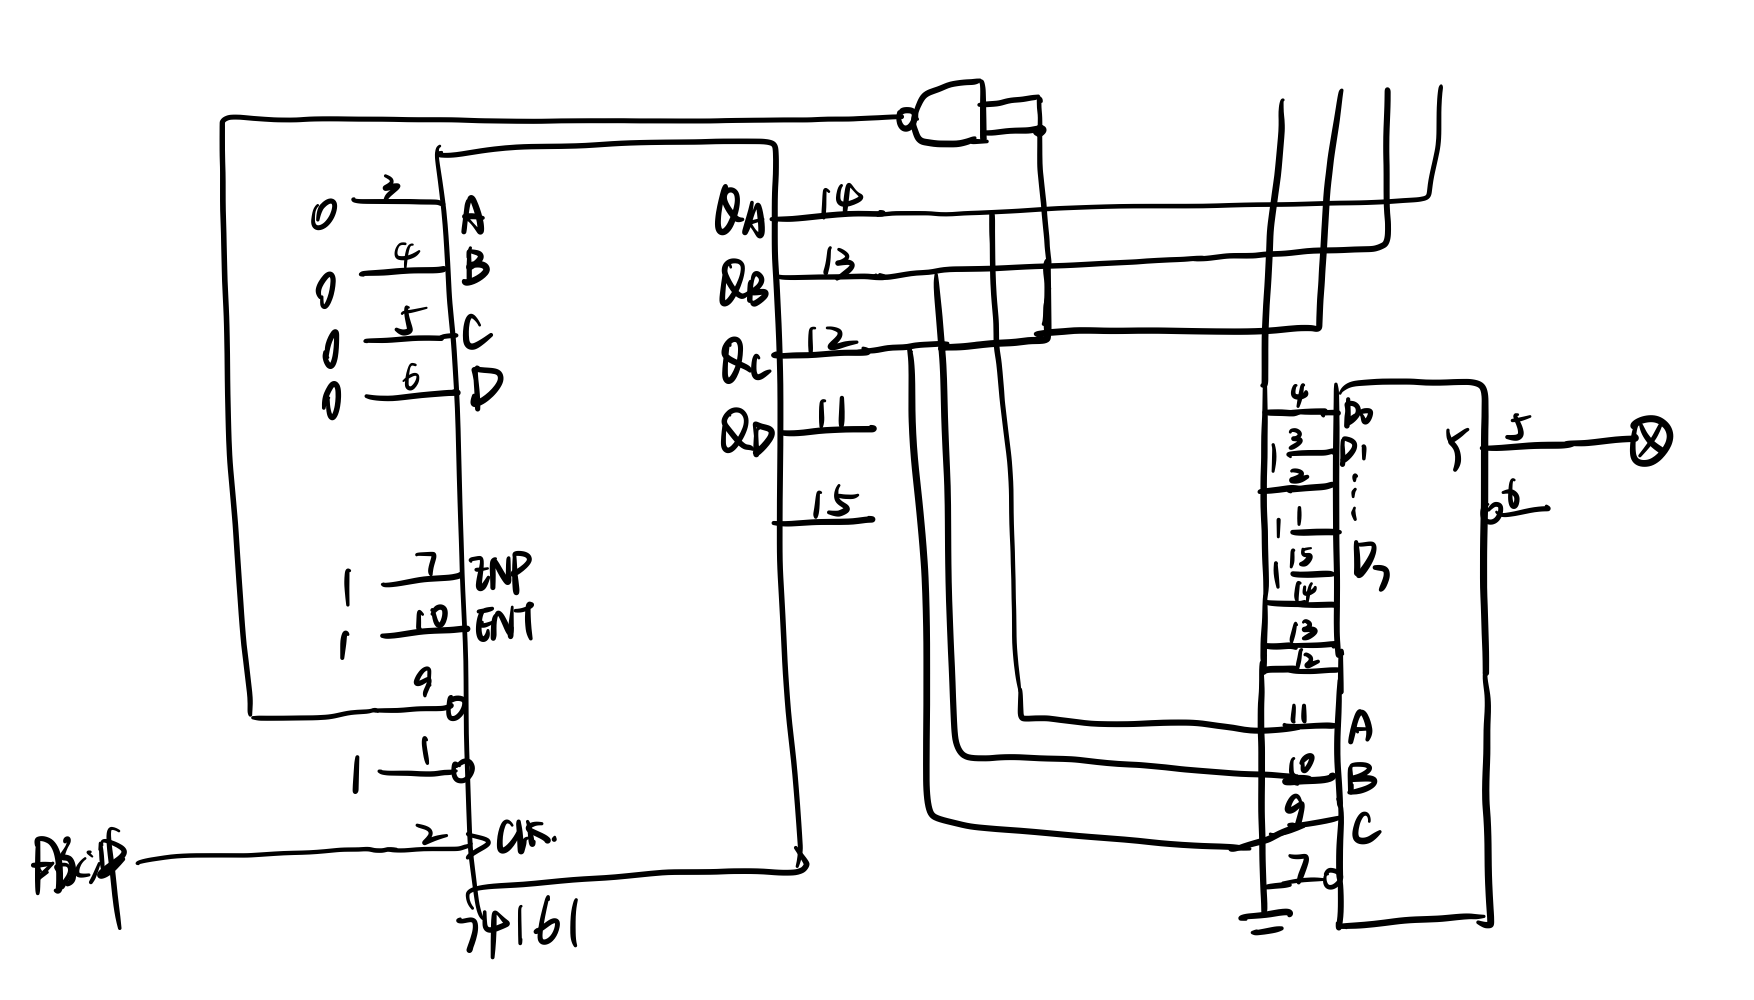 0 3 A QA 14
0 4 B QB 13
0 5 C QC 12
0 6 D QD 11
15
1 7 ENP
1 10 ENT
9
1 1
2 CLK.
74161
4 D0
1 3 D1
2
1 1
1 15 D7
14
13
12
11 A
10 B
9 C
7
Y 5
6